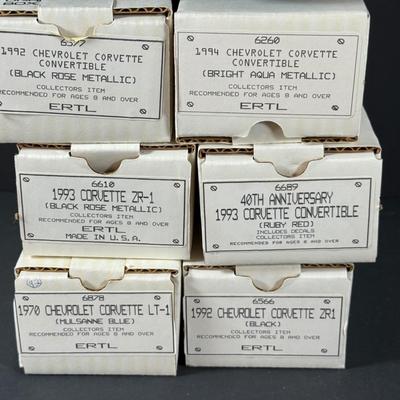 BOX
6577
1992 CHEVROLET CORVETTE
CONVERTIBLE
(BLACK ROSE METALLIC)
COLLECTORS ITEM
RECOMMENDED FOR AGES 8 AND OVER
ERTL
6260
1994 CHEVROLET CORVETTE
CONVERTIBLE
(BRIGHT AQUA METALLIC)
COLLECTORS ITEM
RECOMMENDED FOR AGES 8 AND OVER
ERTL
6610
1993 CORVETTE ZR-1
(BLACK ROSE METALLIC)
COLLECTORS ITEM
RECOMMENDED FOR AGES 8 AND OVER
ERTL
MADE IN U.S.A.
6689
40TH ANNIVERSARY
1993 CORVETTE CONVERTIBLE
(RUBY RED)
INCLUDES DECALS
COLLECTORS ITEM
RECOMMENDED FOR AGES 8 AND OVER
ERTL
6878
1970 CHEVROLET CORVETTE LT-1
(MULSANNE BLUE)
COLLECTORS ITEM
RECOMMENDED FOR AGES 8 AND OVER
ERTL
6566
1992 CHEVROLET CORVETTE ZR1
(BLACK)
COLLECTORS ITEM
RECOMMENDED FOR AGES 8 AND OVER
ERTL